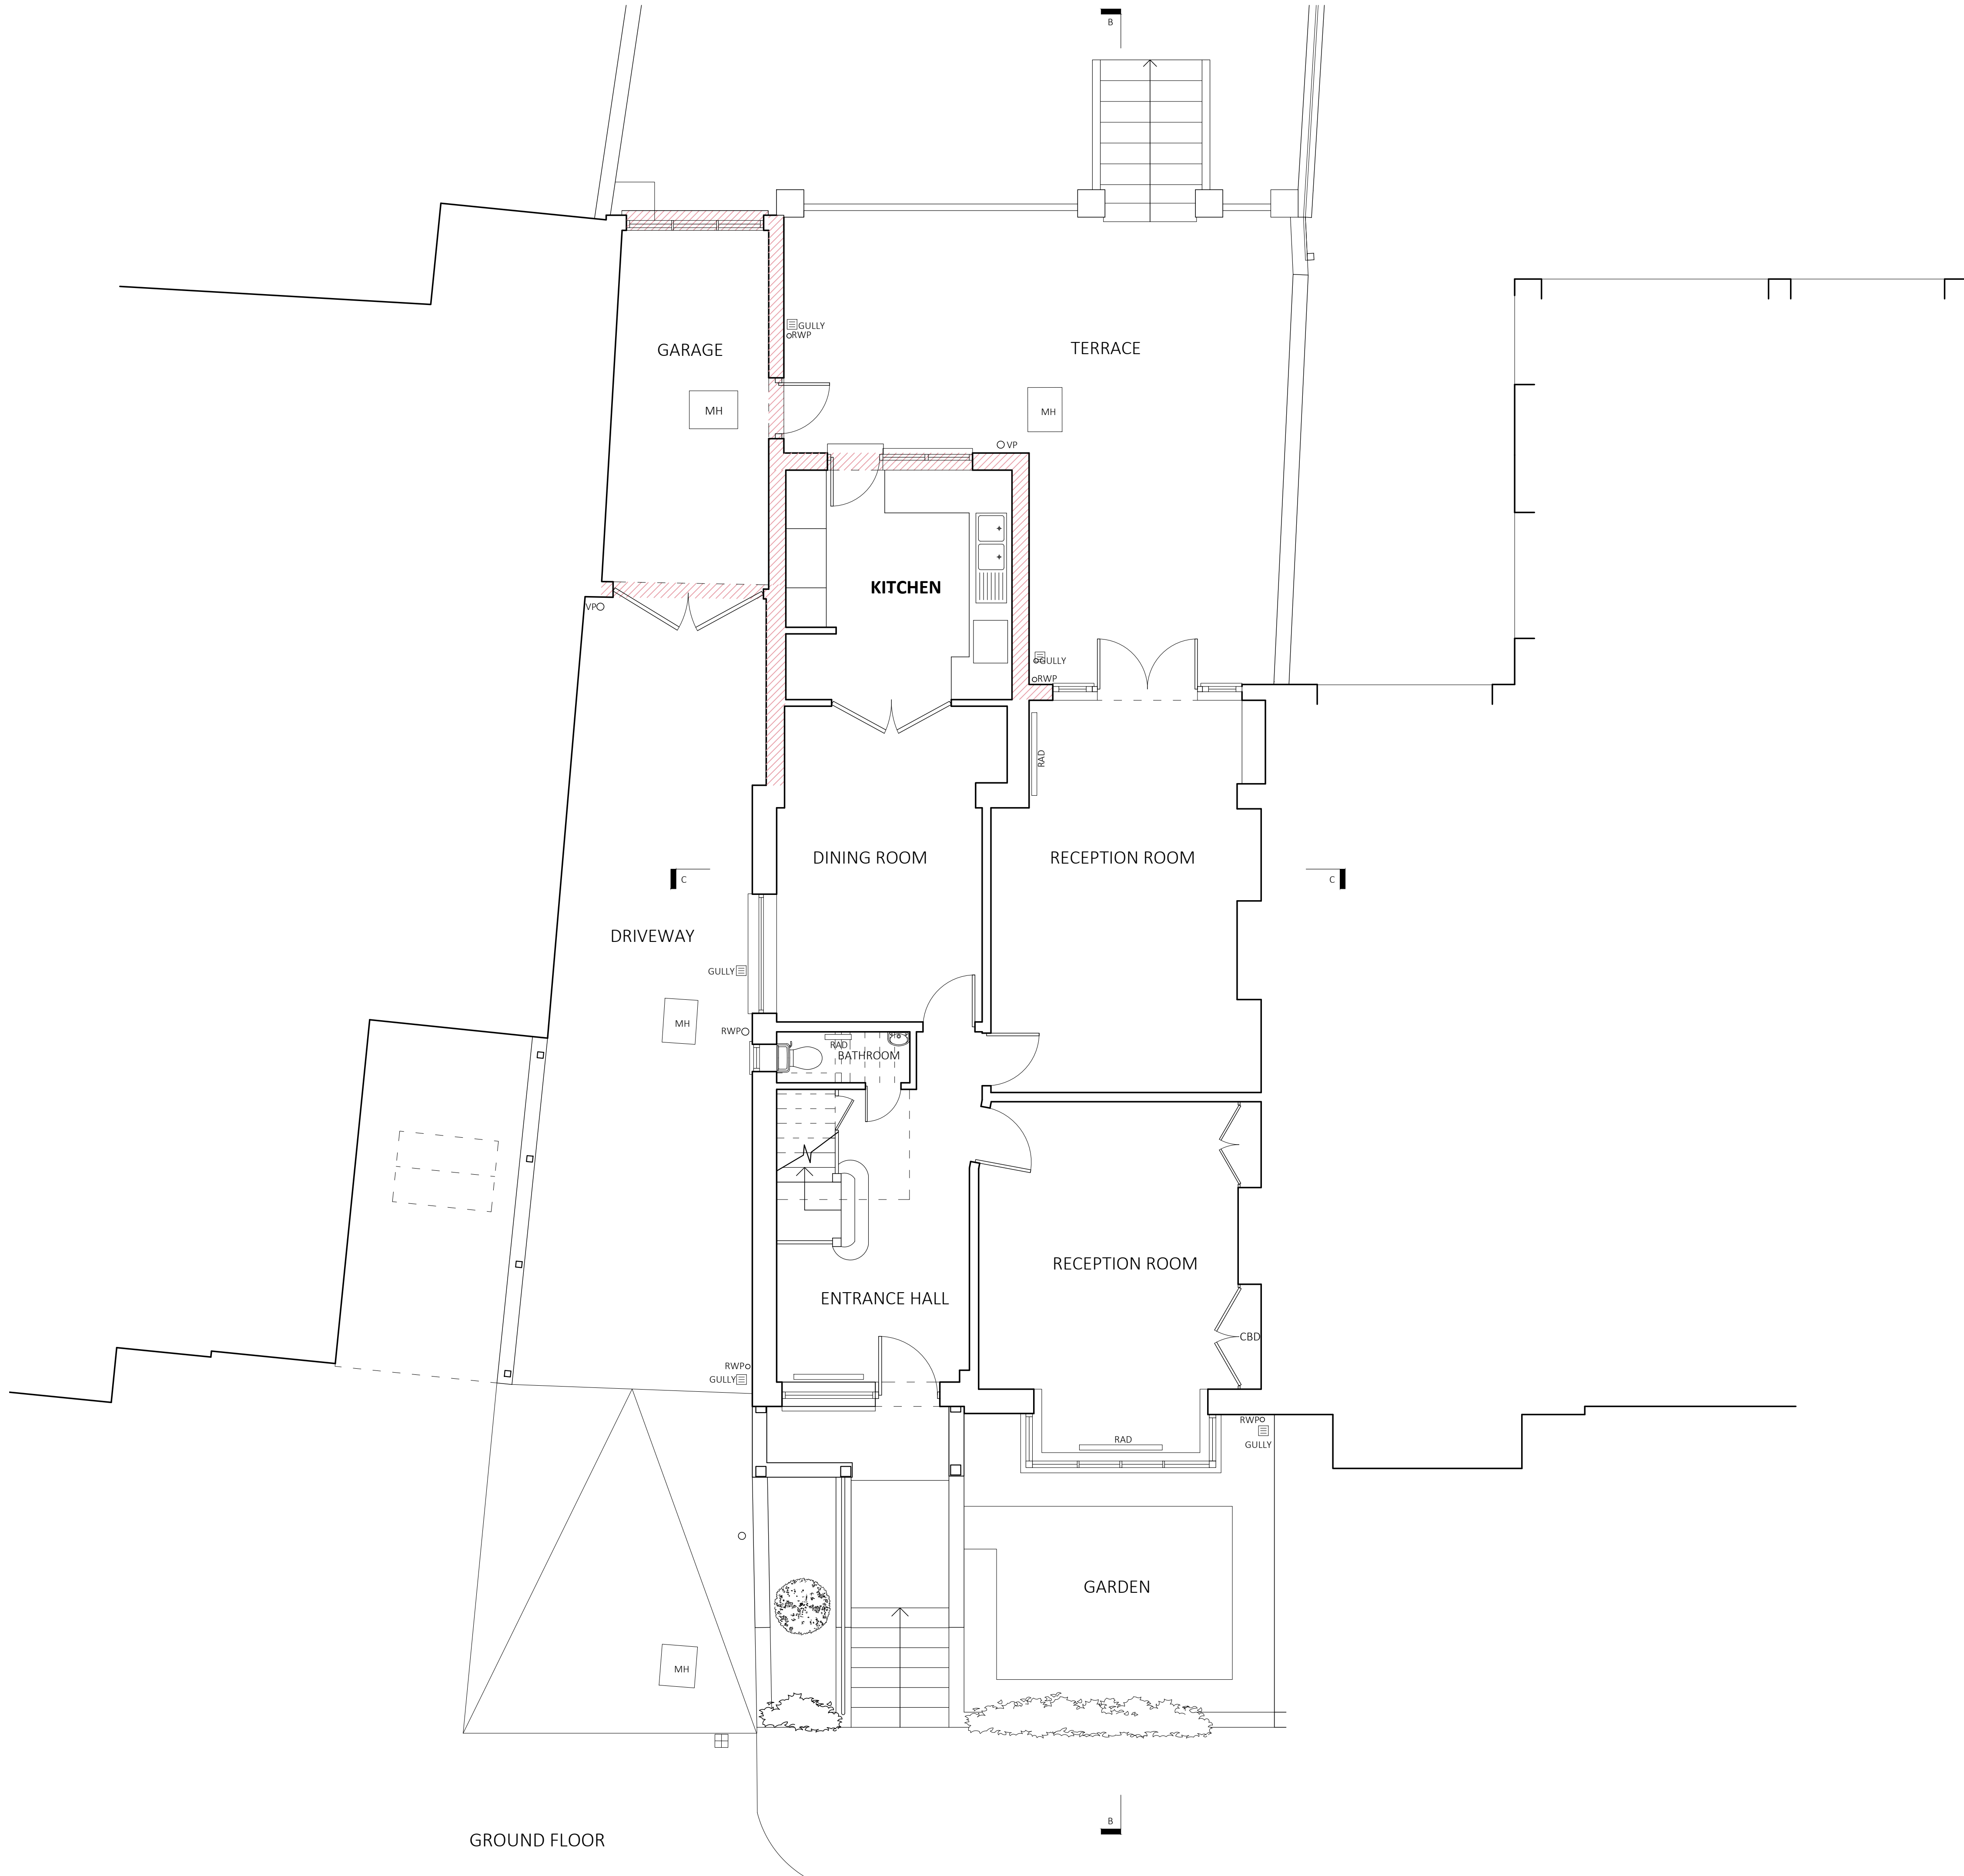 B
GULLY
RWP
GARAGE
TERRACE
MH
MH
VP
KITCHEN
VP
GULLY
RWP
RAD
DINING ROOM
RECEPTION ROOM
C
C
DRIVEWAY
GULLY
MH
RWP
RAD
BATHROOM
RECEPTION ROOM
ENTRANCE HALL
CBD
RWP
GULLY
RWP
GULLY
RAD
GARDEN
MH
B
GROUND FLOOR